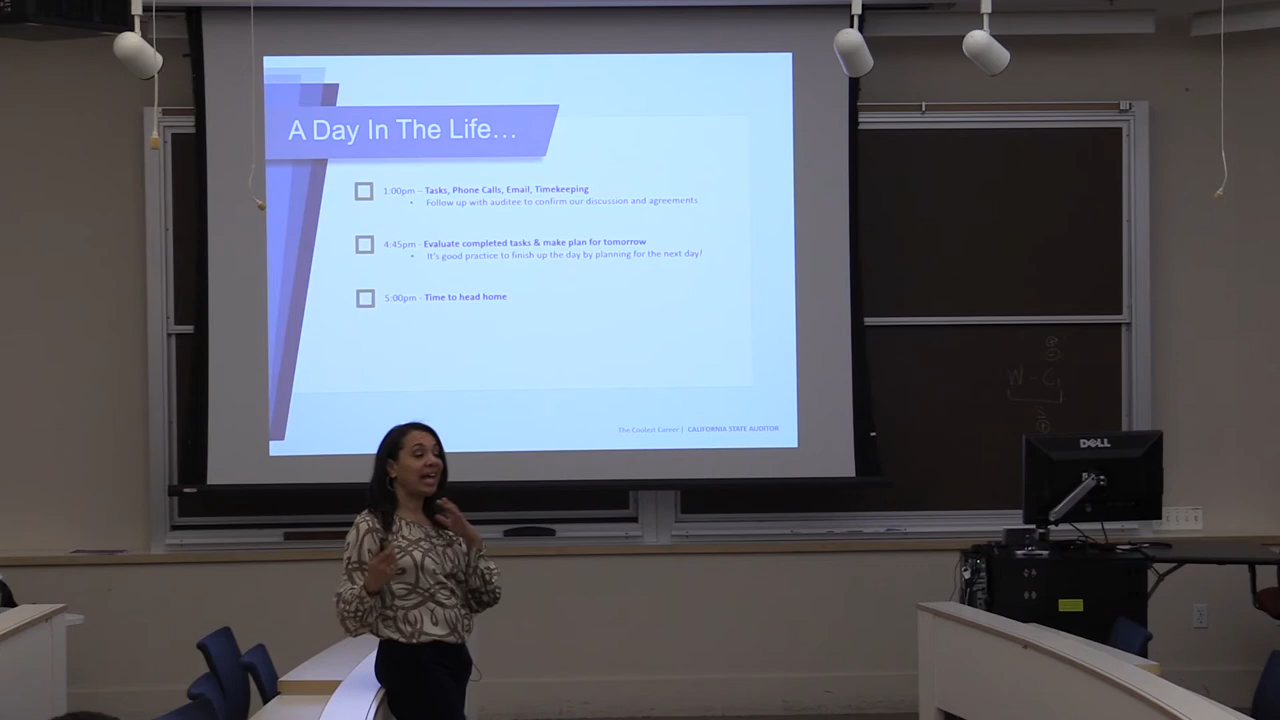 A Day In The Life...
1:00pm – Tasks, Phone Calls, Email, Timekeeping
• Follow up with auditee to confirm our discussion and agreements
4:45pm - Evaluate completed tasks & make plan for tomorrow
• It's good practice to finish up the day by planning for the next day!
5:00pm - Time to head home
The Coolest Career | CALIFORNIA STATE AUDITOR
W - C
DELL